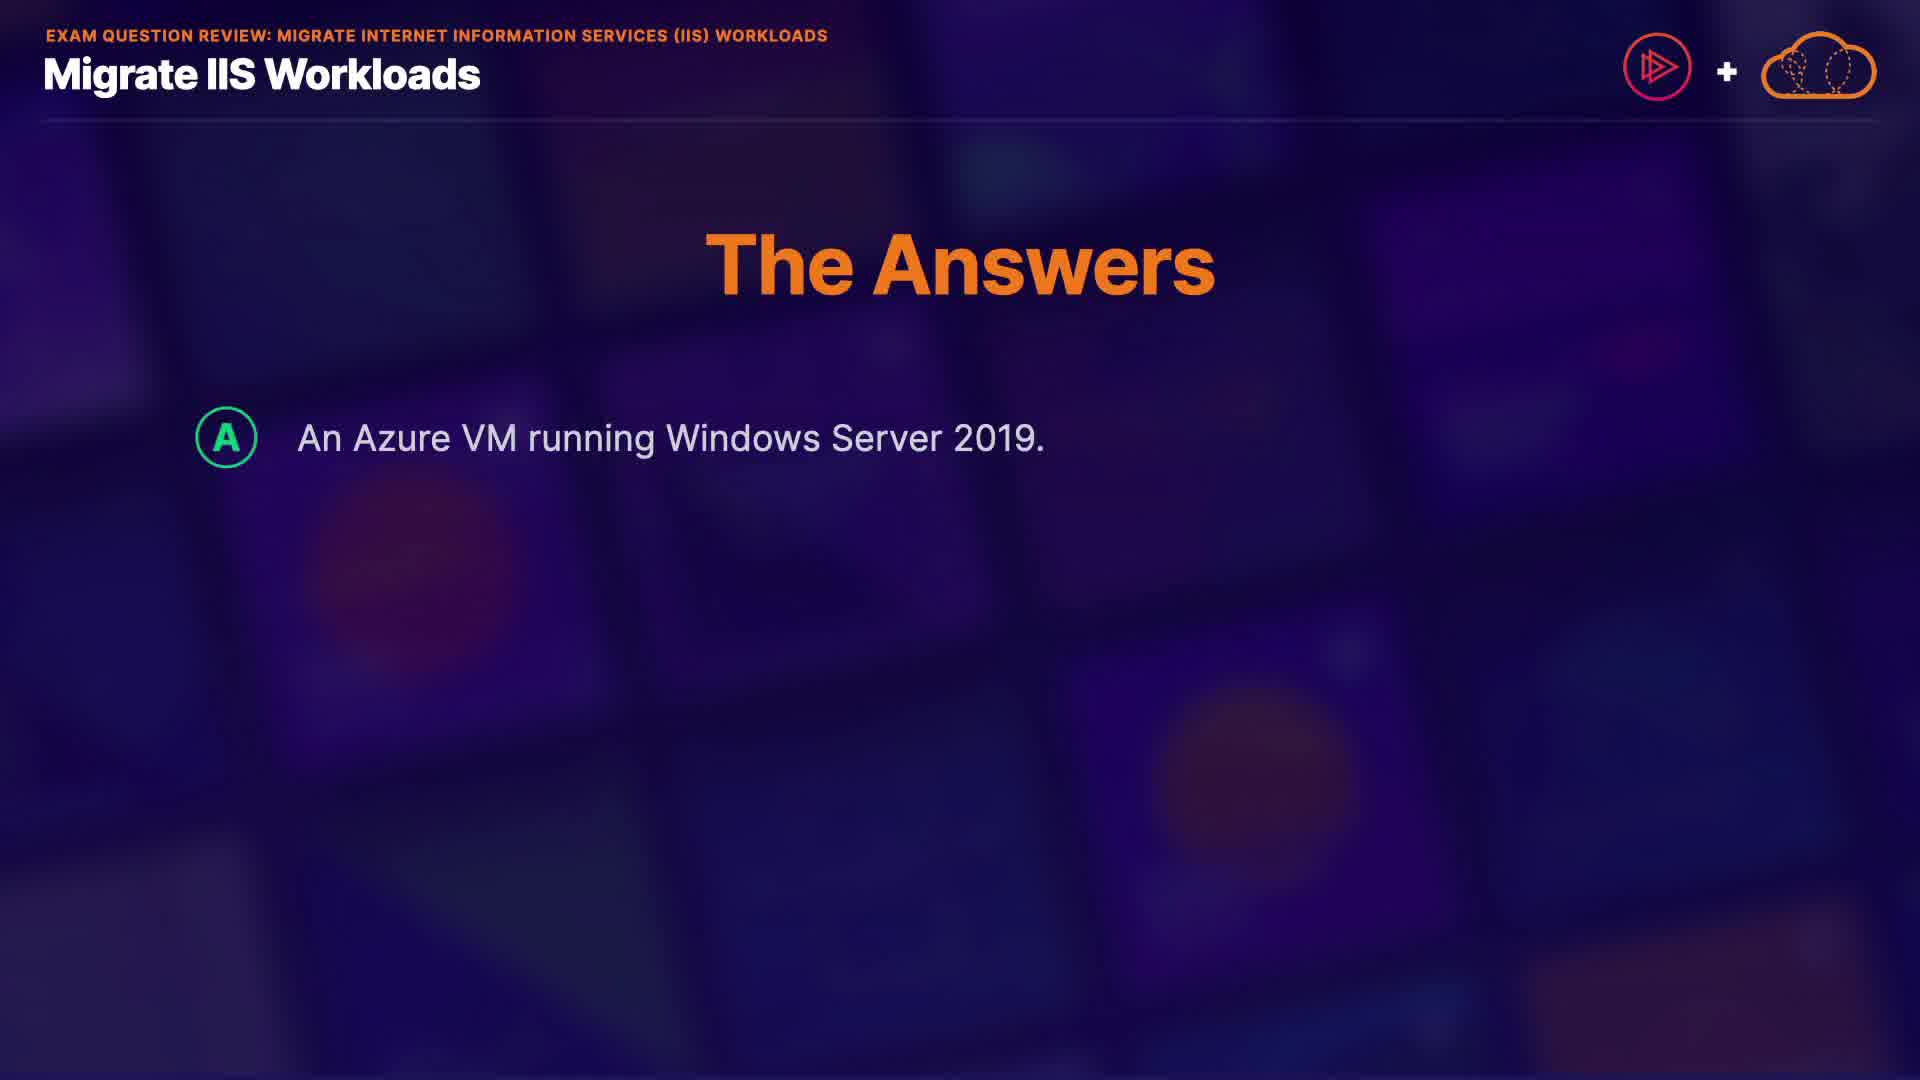 EXAM QUESTION REVIEW: MIGRATE INTERNET INFORMATION SERVICES (IIS) WORKLOADS
Migrate IIS Workloads
The Answers
A An Azure VM running Windows Server 2019.